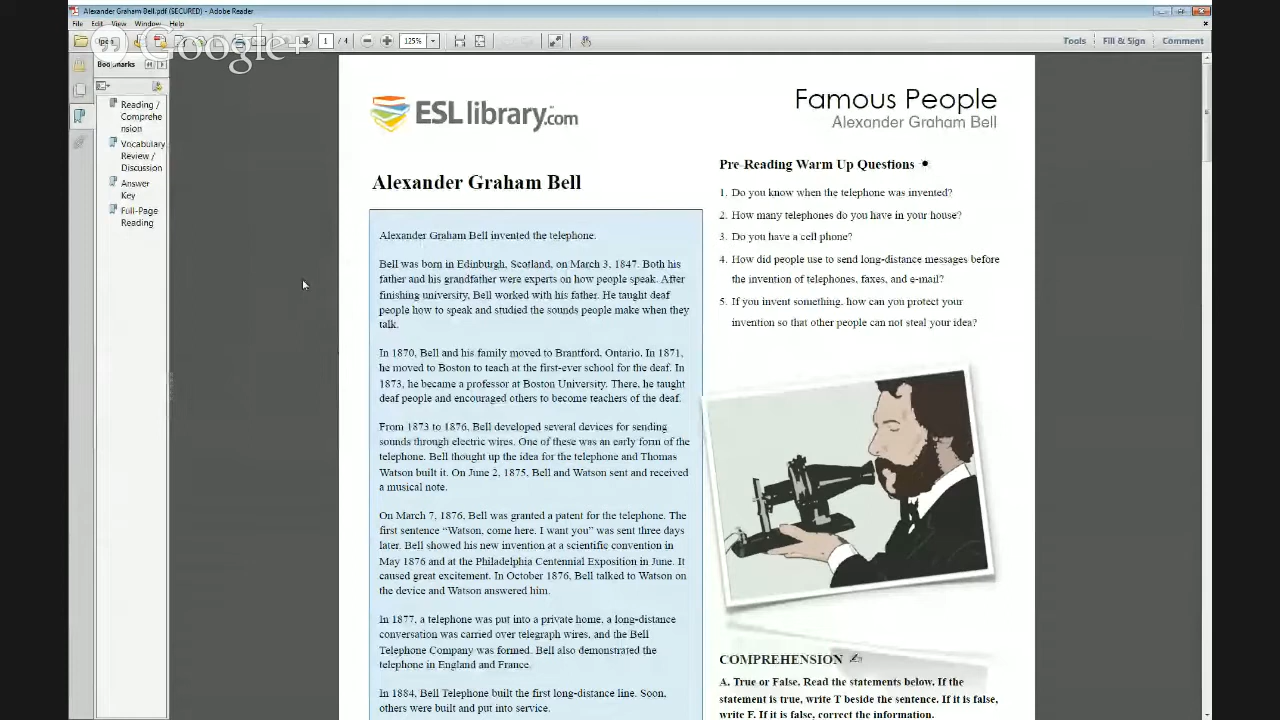 Alexander Graham Bell.pdf (SECURED) - Adobe Reader
File Edit View Window Help
Open
1 / 4
125%
Tools Fill & Sign Comment
Google+
Bookmarks
Reading /
Comprehe
nsion
Vocabulary
Review /
Discussion
Answer
Key
Full-Page
Reading
ESLlibrary.com
Famous People
Alexander Graham Bell
Alexander Graham Bell
Alexander Graham Bell invented the telephone.
Bell was born in Edinburgh, Scotland, on March 3, 1847. Both his
father and his grandfather were experts on how people speak. After
finishing university, Bell worked with his father. He taught deaf
people how to speak and studied the sounds people make when they
talk.
In 1870, Bell and his family moved to Brantford, Ontario. In 1871,
he moved to Boston to teach at the first-ever school for the deaf. In
1873, he became a professor at Boston University. There, he taught
deaf people and encouraged others to become teachers of the deaf.
From 1873 to 1876, Bell developed several devices for sending
sounds through electric wires. One of these was an early form of the
telephone. Bell thought up the idea for the telephone and Thomas
Watson built it. On June 2, 1875, Bell and Watson sent and received
a musical note.
On March 7, 1876, Bell was granted a patent for the telephone. The
first sentence “Watson, come here. I want you” was sent three days
later. Bell showed his new invention at a scientific convention in
May 1876 and at the Philadelphia Centennial Exposition in June. It
caused great excitement. In October 1876, Bell talked to Watson on
the device and Watson answered him.
In 1877, a telephone was put into a private home, a long-distance
conversation was carried over telegraph wires, and the Bell
Telephone Company was formed. Bell also demonstrated the
telephone in England and France.
In 1884, Bell Telephone built the first long-distance line. Soon,
others were built and put into service.
Pre-Reading Warm Up Questions
1. Do you know when the telephone was invented?
2. How many telephones do you have in your house?
3. Do you have a cell phone?
4. How did people use to send long-distance messages before
the invention of telephones, faxes, and e-mail?
5. If you invent something, how can you protect your
invention so that other people can not steal your idea?
COMPREHENSION
A. True or False. Read the statements below. If the
statement is true, write T beside the sentence. If it is false,
write F. If it is false, correct the information.